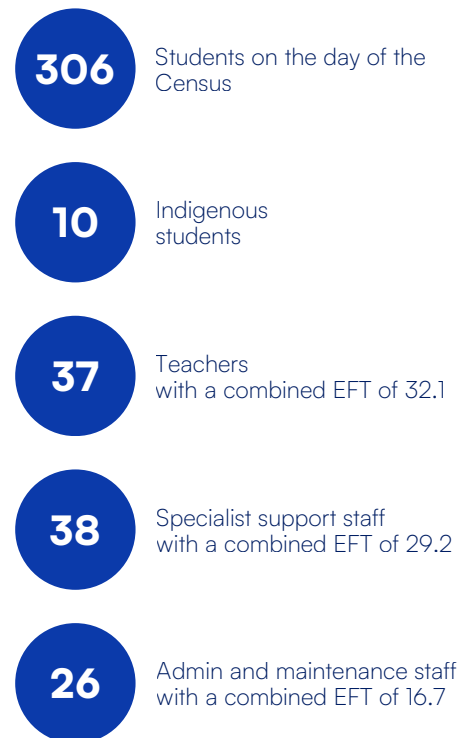 306
Students on the day of the
Census
10
Indigenous
students
37
Teachers
with a combined EFT of 32.1
38
Specialist support staff
with a combined EFT of 29.2
26
Admin and maintenance staff
with a combined EFT of 16.7